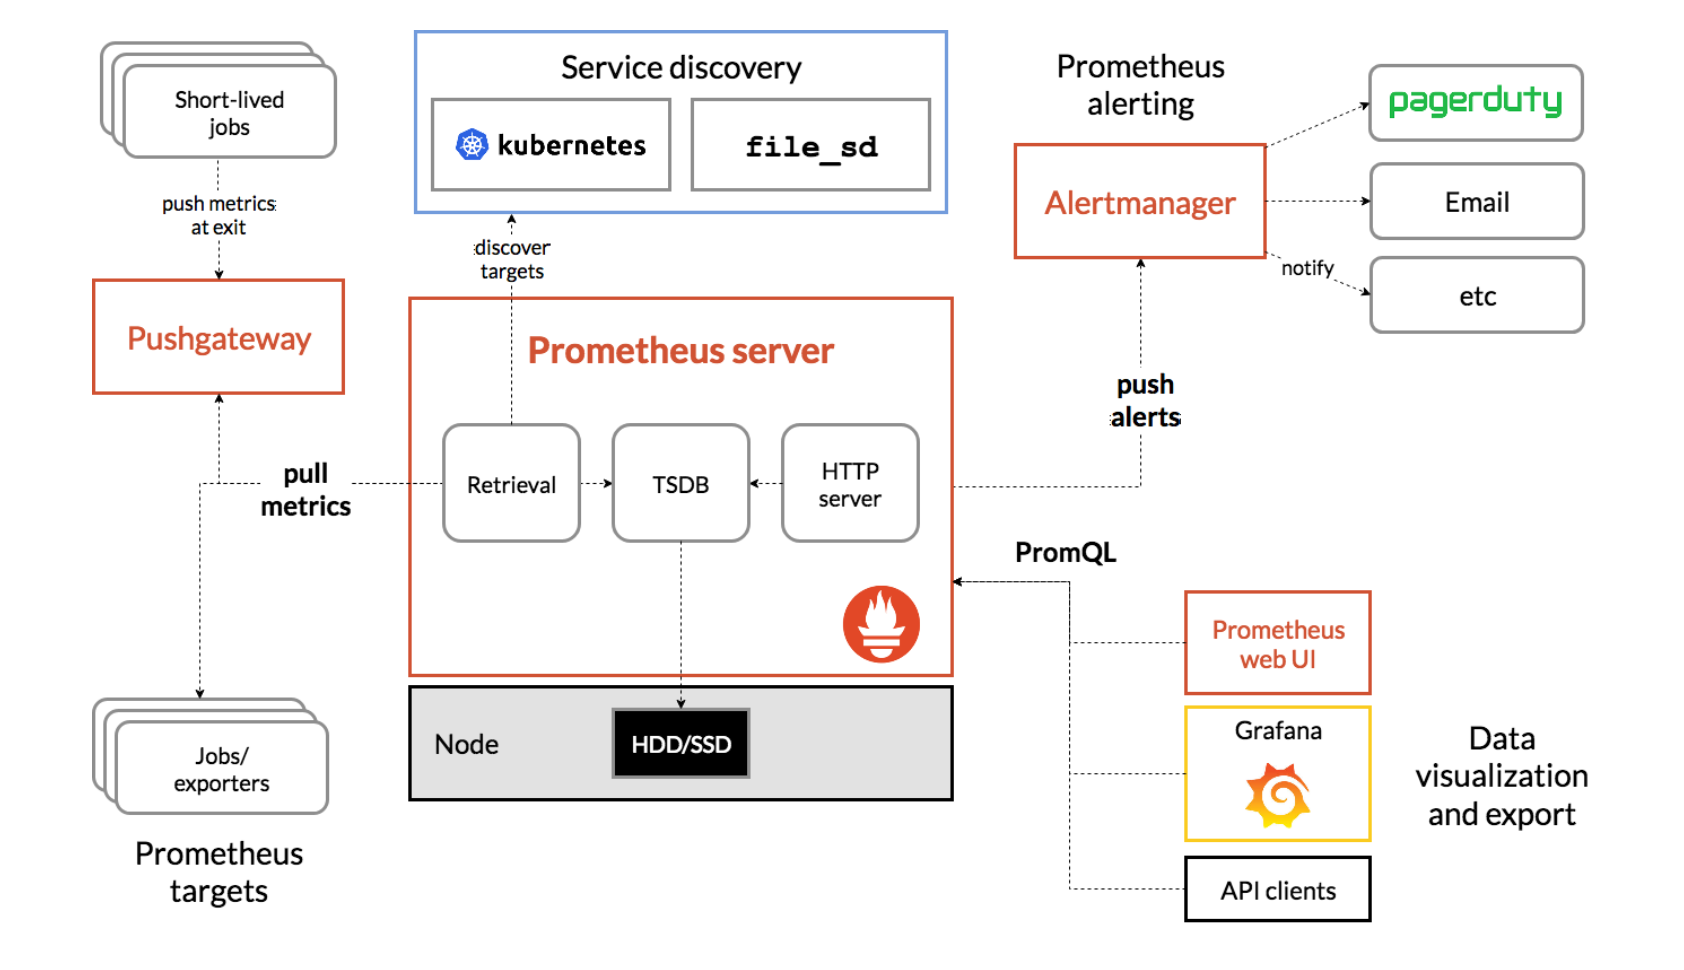 Short-lived
jobs
push metrics
at exit
Pushgateway
pull
metrics
Jobs/
exporters
Prometheus
targets
Service discovery
kubernetes
file_sd
discover
targets
Prometheus server
Retrieval
TSDB
HTTP
server
Node
HDD/SSD
Prometheus
alerting
Alertmanager
pagerduty
Email
etc
notify
push
alerts
PromQL
Prometheus
web UI
Grafana
API clients
Data
visualization
and export